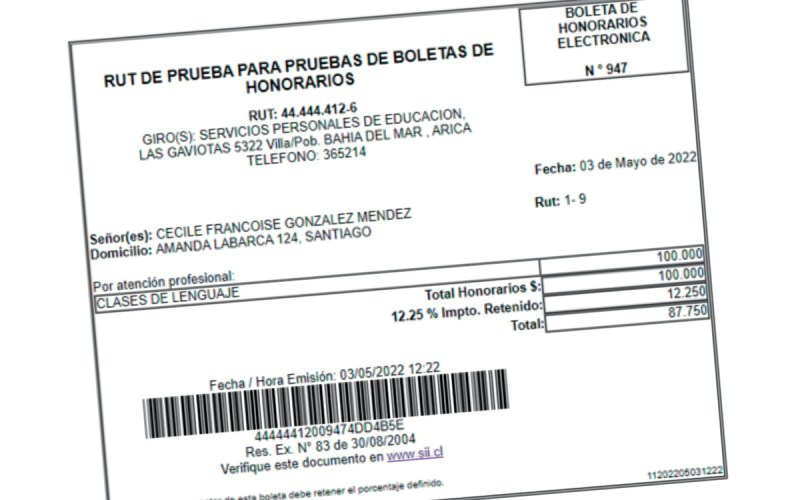 BOLETA DE
HONORARIOS
ELECTRONICA
N ° 947
RUT DE PRUEBA PARA PRUEBAS DE BOLETAS DE
HONORARIOS
RUT: 44.444.412-6
GIRO(S): SERVICIOS PERSONALES DE EDUCACION,
LAS GAVIOTAS 5322 Villa/Pob. BAHIA DEL MAR , ARICA
TELEFONO: 365214
Fecha: 03 de Mayo de 2022
Señor(es): CECILE FRANCOISE GONZALEZ MENDEZ
Rut: 1- 9
Domicilio: AMANDA LABARCA 124, SANTIAGO
Por atención profesional:
CLASES DE LENGUAJE 100.000
Total Honorarios $: 100.000
12.25 % Impto. Retenido: 12.250
Total: 87.750
Fecha / Hora Emisión: 03/05/2022 12:22
44444412009474DD4B5E
Res. Ex. N° 83 de 30/08/2004
Verifique este documento en www.sii.cl
de esta boleta debe retener el porcentaje definido.
11202205031222